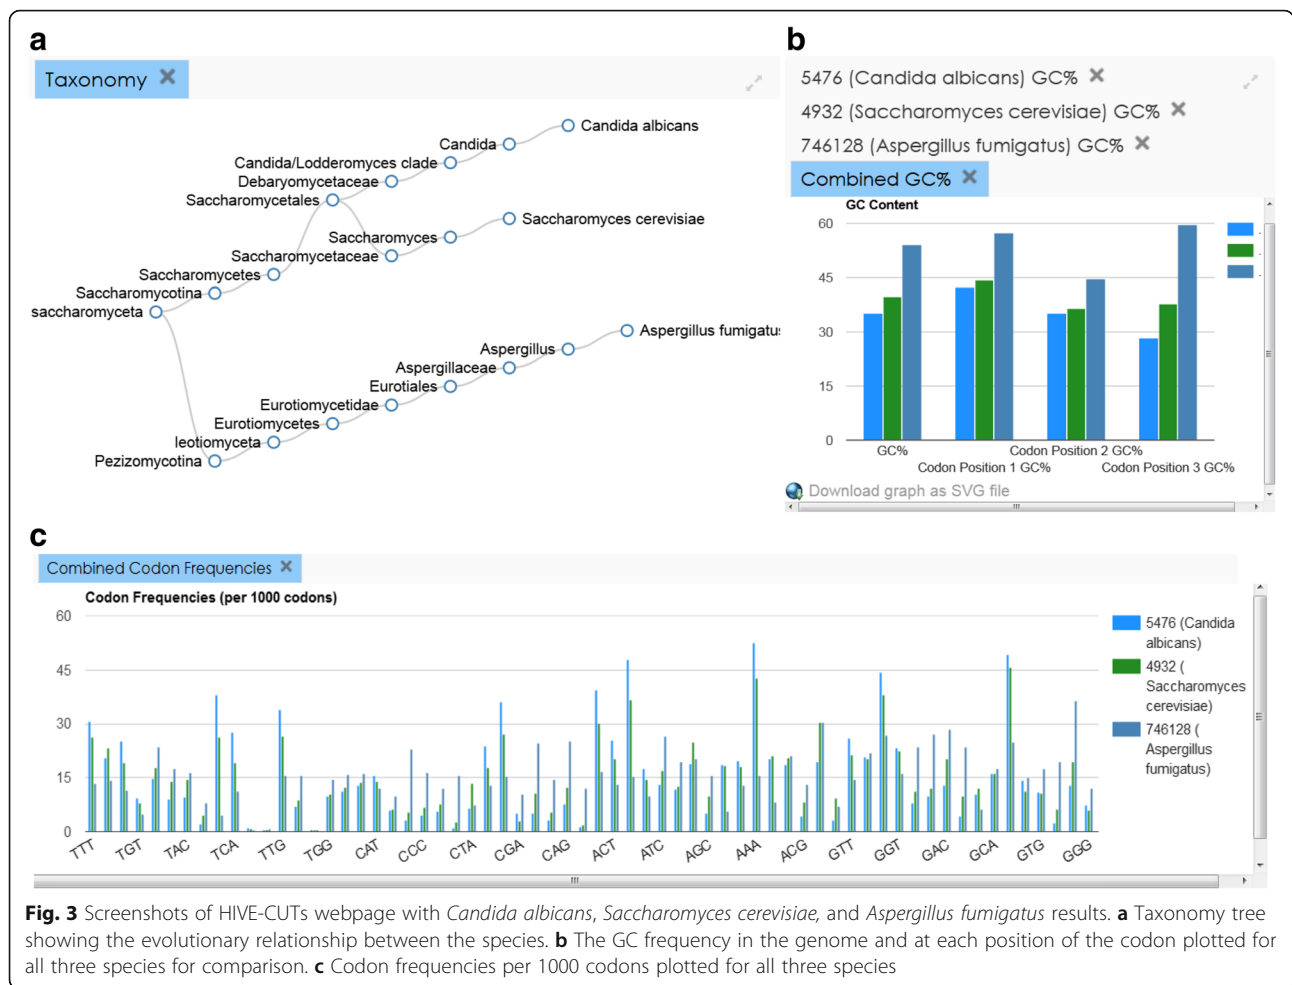 a
Taxonomy
Candida albicans
Candida
Candida/Lodderomyces clade
Debaryomycetaceae
Saccharomycetales
Saccharomyces cerevisiae
Saccharomyces
Saccharomycetaceae
Saccharomycetes
Saccharomycotina
saccharomyceta
Aspergillus fumigatus
Aspergillus
Aspergillaceae
Eurotiales
Eurotiomycetidae
Eurotiomycetes
leotiomyceta
Pezizomycotina
b
5476 (Candida albicans) GC%
4932 (Saccharomyces cerevisiae) GC%
746128 (Aspergillus fumigatus) GC%
Combined GC%
GC Content
60
45
30
15
0
GC% Codon Position 2 GC%
Codon Position 1 GC% Codon Position 3 GC%
Download graph as SVG file
c
Combined Codon Frequencies
Codon Frequencies (per 1000 codons)
60
45
30
15
0
TTT TGT TAC TCA TTG TGG CAT CCC CTA CGA CAG ACT ATC AGC AAA ACG GTT GGT GAC GCA GTG GGG
5476 (Candida
albicans)
4932 (
Saccharomyces
cerevisiae)
746128 (
Aspergillus
fumigatus)
Fig. 3 Screenshots of HIVE-CUTs webpage with Candida albicans, Saccharomyces cerevisiae, and Aspergillus fumigatus results. a Taxonomy tree
showing the evolutionary relationship between the species. b The GC frequency in the genome and at each position of the codon plotted for
all three species for comparison. c Codon frequencies per 1000 codons plotted for all three species